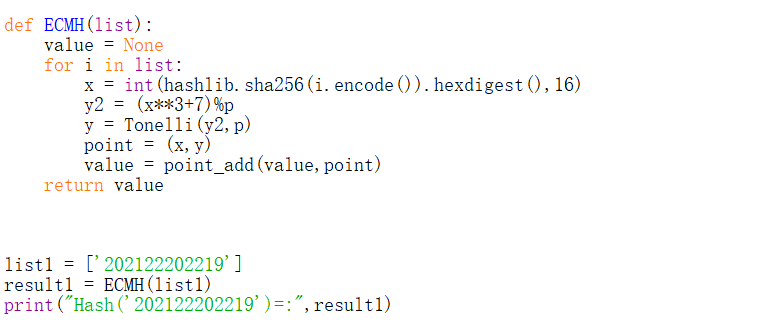 def ECMH(list):
    value = None
    for i in list:
        x = int(hashlib.sha256(i.encode()).hexdigest(),16)
        y2 = (x**3+7)%p
        y = Tonelli(y2,p)
        point = (x,y)
        value = point_add(value,point)
    return value
list1 = ['202122202219']
result1 = ECMH(list1)
print("Hash('202122202219')=:",result1)